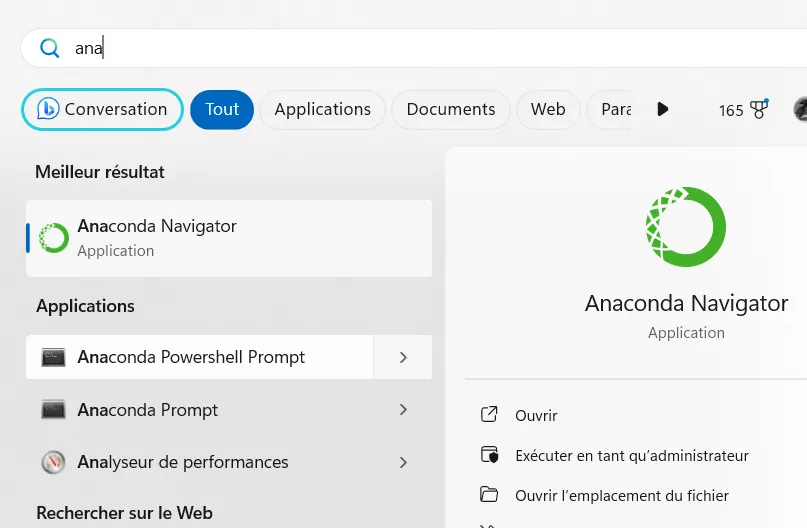 ana
Conversation
Tout
Applications
Documents
Web
Para
165
Meilleur résultat
Anaconda Navigator
Application
Applications
Anaconda Powershell Prompt
Anaconda Prompt
Analyseur de performances
Rechercher sur le Web
Anaconda Navigator
Application
Ouvrir
Exécuter en tant qu’administrateur
Ouvrir l’emplacement du fichier